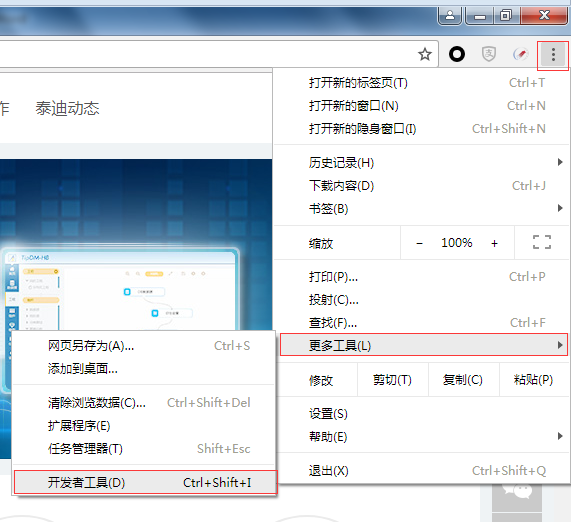 打开新的标签页(T) Ctrl+T
打开新的窗口(N) Ctrl+N
打开新的隐身窗口(I) Ctrl+Shift+N
历史记录(H)
下载内容(D) Ctrl+J
书签(B)
缩放 − 100% +
打印(P)... Ctrl+P
投射(C)...
查找(F)... Ctrl+F
更多工具(L)
修改 剪切(T) 复制(C) 粘贴(P)
设置(S)
帮助(E)
退出(X) Ctrl+Shift+Q
作 泰迪动态
TipDM-HB
网页另存为(A)... Ctrl+S
添加到桌面...
清除浏览数据(C)... Ctrl+Shift+Del
扩展程序(E)
任务管理器(T) Shift+Esc
开发者工具(D) Ctrl+Shift+I